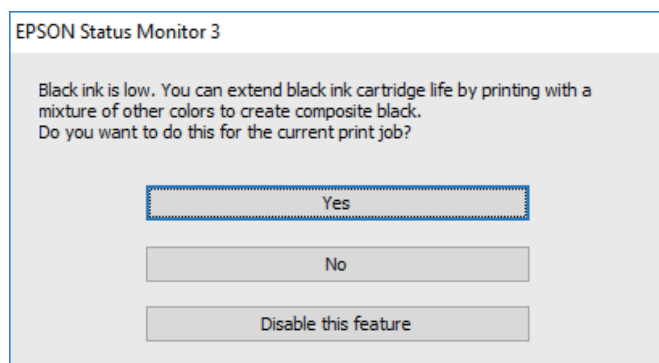 EPSON Status Monitor 3
Black ink is low. You can extend black ink cartridge life by printing with a
mixture of other colors to create composite black.
Do you want to do this for the current print job?
Yes
No
Disable this feature